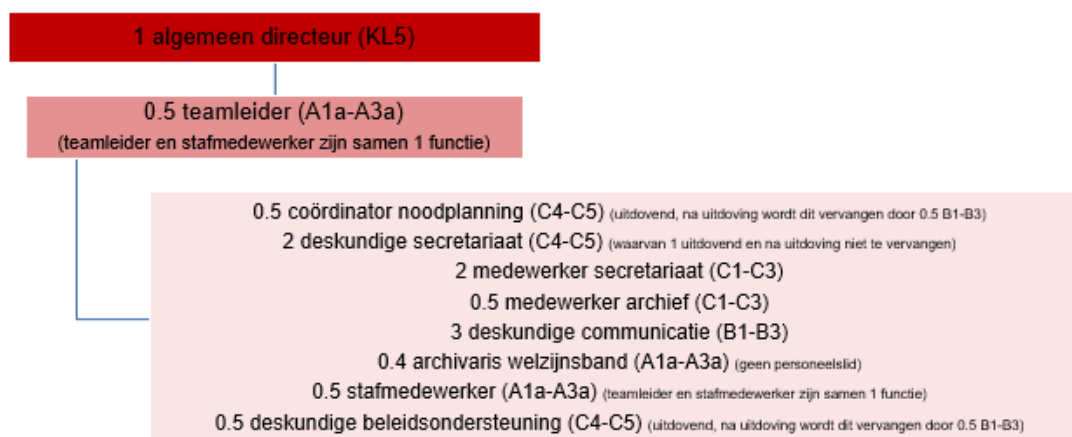 1 algemeen directeur (KL5)
0.5 teamleider (A1a-A3a)
(teamleider en stafmedewerker zijn samen 1 functie)
0.5 coördinator noodplanning (C4-C5) (uitdovend, na uitdoving wordt dit vervangen door 0.5 B1-B3)
2 deskundige secretariaat (C4-C5) (waarvan 1 uitdovend en na uitdoving niet te vervangen)
2 medewerker secretariaat (C1-C3)
0.5 medewerker archief (C1-C3)
3 deskundige communicatie (B1-B3)
0.4 archivaris welzijnsband (A1a-A3a) (geen personeelslid)
0.5 stafmedewerker (A1a-A3a) (teamleider en stafmedewerker zijn samen 1 functie)
0.5 deskundige beleidsondersteuning (C4-C5) (uitdovend, na uitdoving wordt dit vervangen door 0.5 B1-B3)